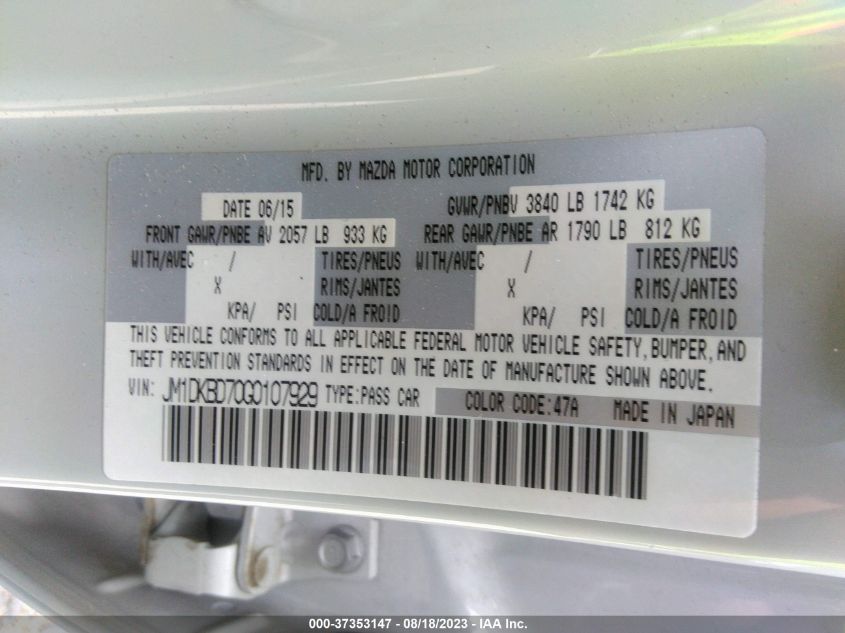 MFD. BY MAZDA MOTOR CORPORATION
DATE 06/15 GVWR/PNBV 3840 LB 1742 KG
FRONT GAWR/PNBE AV 2057 LB 933 KG REAR GAWR/PNBE AR 1790 LB 812 KG
WITH/AVEC / TIRES/PNEUS WITH/AVEC / TIRES/PNEUS
X RIMS/JANTES X RIMS/JANTES
KPA/ PSI COLD/A FROID KPA/ PSI COLD/A FROID
THIS VEHICLE CONFORMS TO ALL APPLICABLE FEDERAL MOTOR VEHICLE SAFETY, BUMPER, AND
THEFT PREVENTION STANDARDS IN EFFECT ON THE DATE OF MANUFACTURE SHOWN ABOVE.
VIN: JM1DKBD70G0107929 TYPE:PASS CAR COLOR CODE:47A MADE IN JAPAN
000-37353147 - 08/18/2023 - IAA Inc.